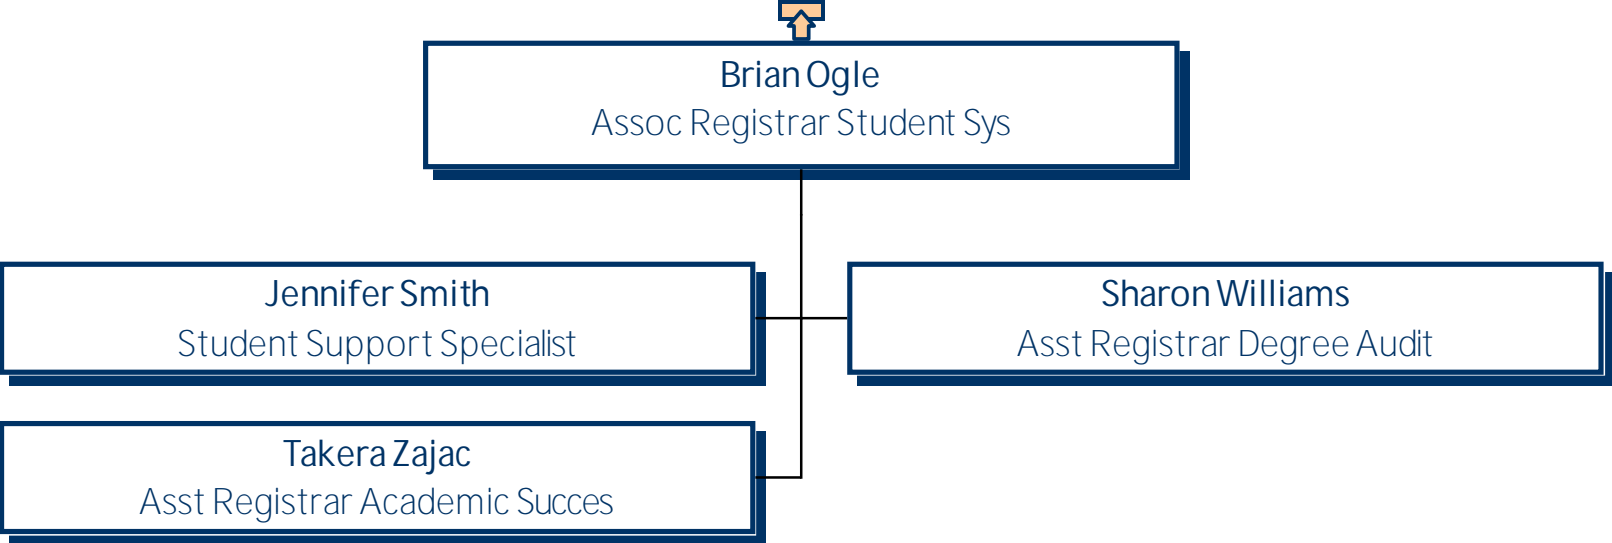 Brian Ogle
Assoc Registrar Student Sys
Jennifer Smith
Student Support Specialist
Sharon Williams
Asst Registrar Degree Audit
Takera Zajac
Asst Registrar Academic Succes